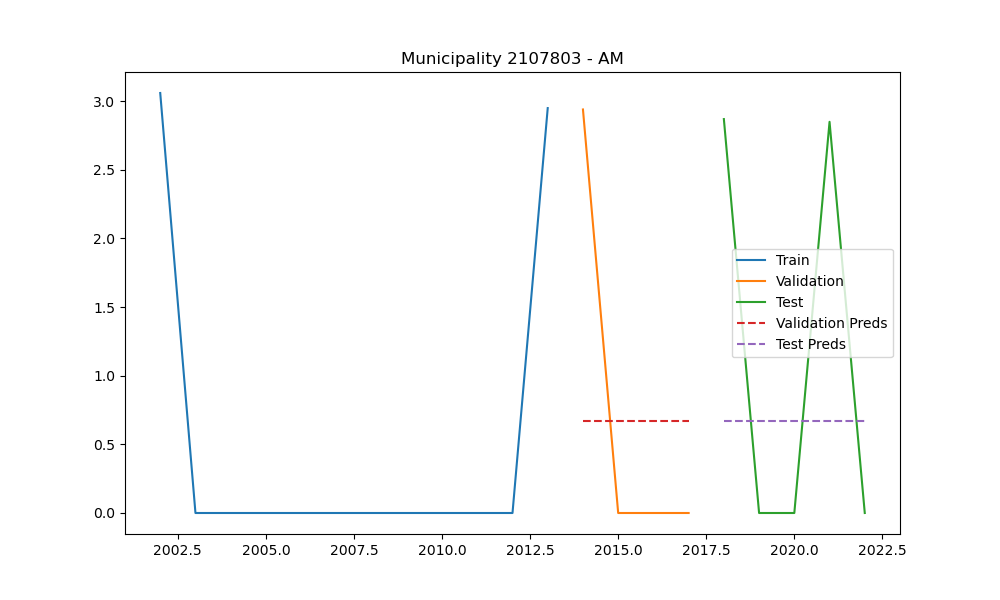 Municipality 2107803 - AM
3.0
2.5
2.0
1.5
1.0
0.5
0.0
Train
Validation
Test
Validation Preds
Test Preds
2002.5 2005.0 2007.5 2010.0 2012.5 2015.0 2017.5 2020.0 2022.5